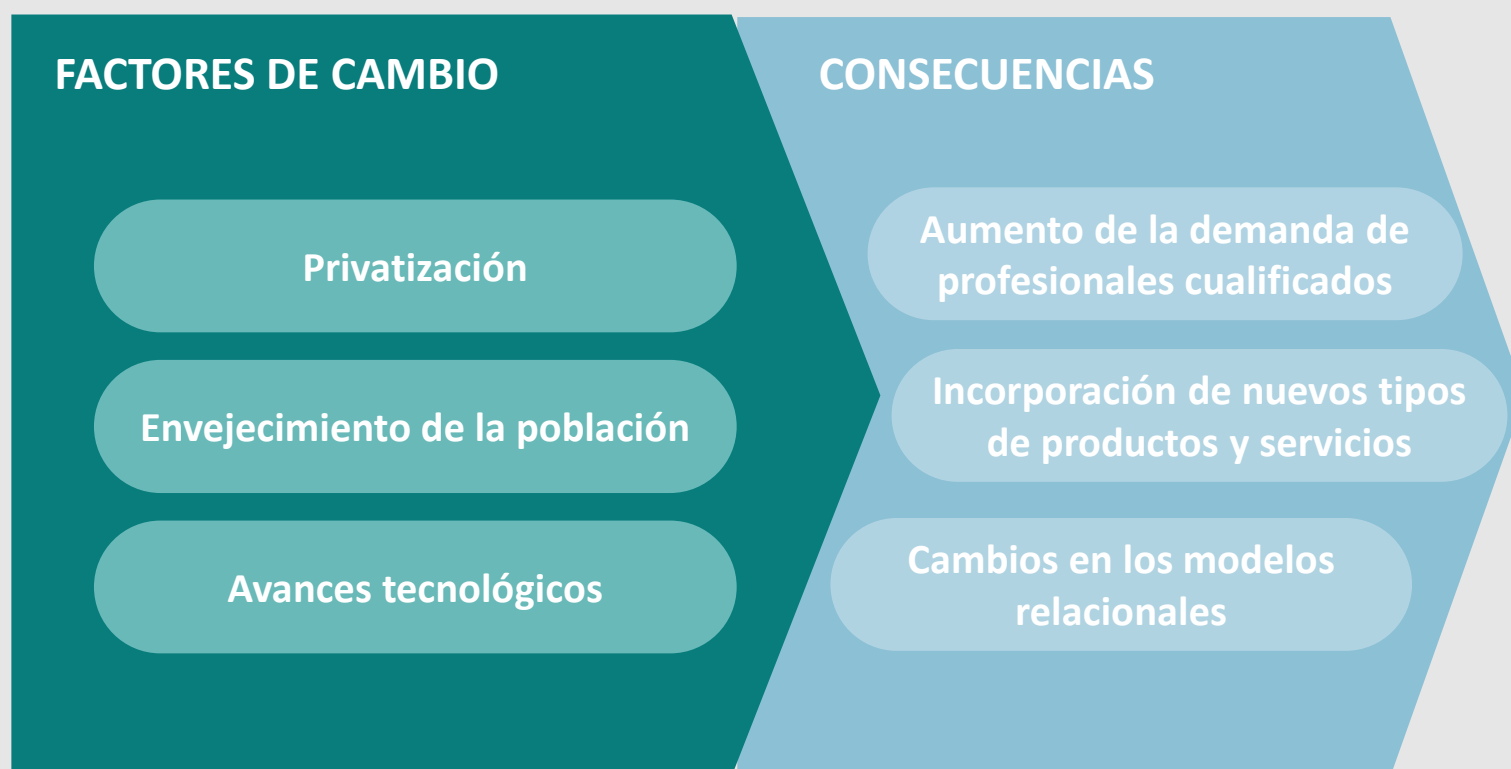 FACTORES DE CAMBIO
Privatización
Envejecimiento de la población
Avances tecnológicos
CONSECUENCIAS
Aumento de la demanda de
profesionales cualificados
Incorporación de nuevos tipos
de productos y servicios
Cambios en los modelos
relacionales